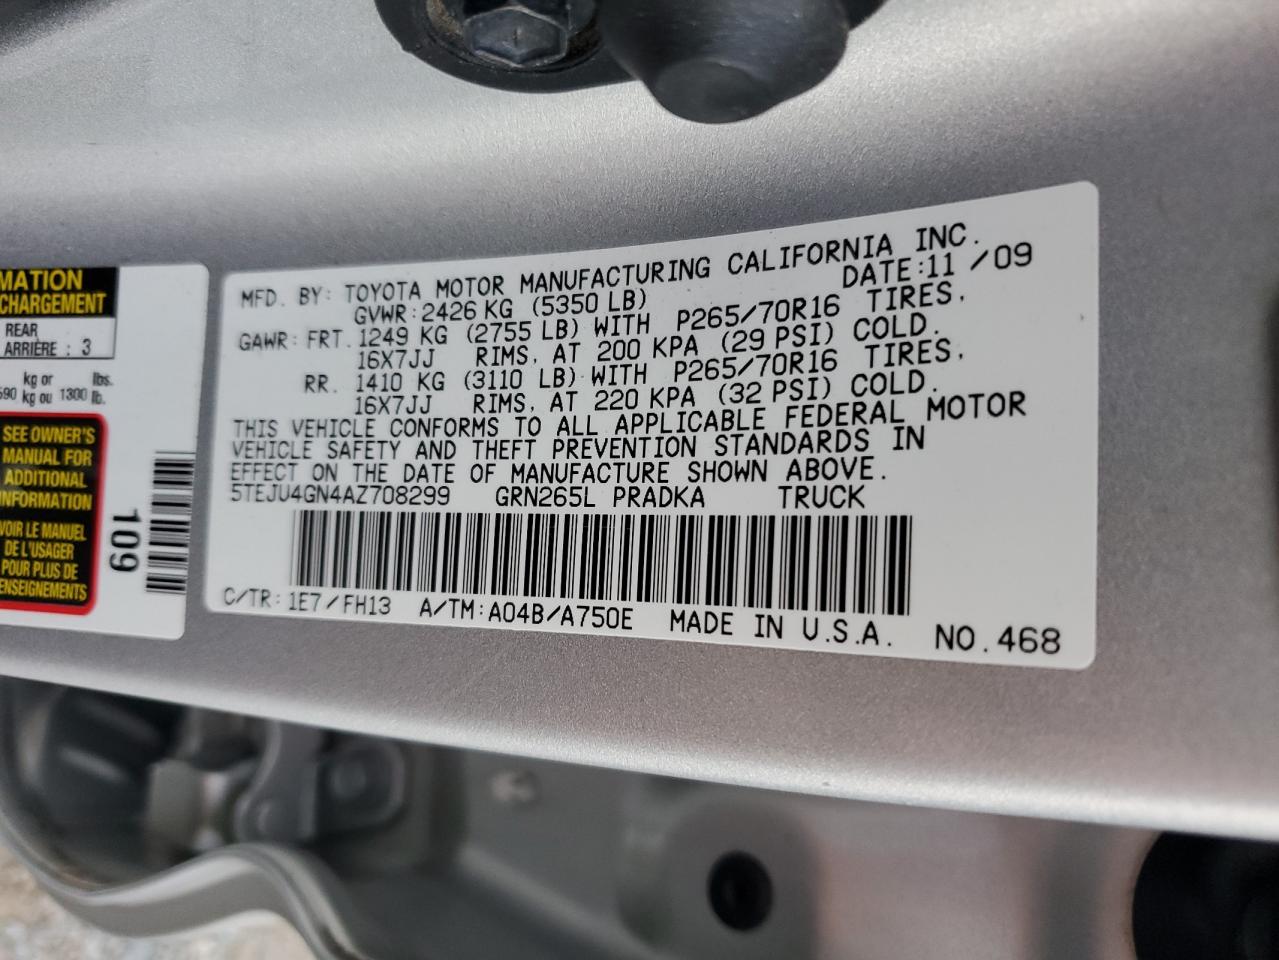 MATION
CHARGEMENT
REAR
ARRIÈRE : 3
590 kg or kg ou 1300 lbs. lb.
SEE OWNER'S
MANUAL FOR
ADDITIONAL
INFORMATION
VOIR LE MANUEL
DE L'USAGER
POUR PLUS DE
RENSEIGNEMENTS
109
MFD. BY: TOYOTA MOTOR MANUFACTURING CALIFORNIA INC.
GVWR: 2426 KG (5350 LB) DATE: 11 /09
GAWR: FRT. 1249 KG (2755 LB) WITH P265/70R16 TIRES,
16X7JJ RIMS, AT 200 KPA (29 PSI) COLD.
RR. 1410 KG (3110 LB) WITH P265/70R16 TIRES,
16X7JJ RIMS, AT 220 KPA (32 PSI) COLD.
THIS VEHICLE CONFORMS TO ALL APPLICABLE FEDERAL MOTOR
VEHICLE SAFETY AND THEFT PREVENTION STANDARDS IN
EFFECT ON THE DATE OF MANUFACTURE SHOWN ABOVE.
5TEJU4GN4AZ708299 GRN265L PRADKA TRUCK
C/TR: 1E7/FH13 A/TM: A04B/A750E MADE IN U.S.A. NO. 468